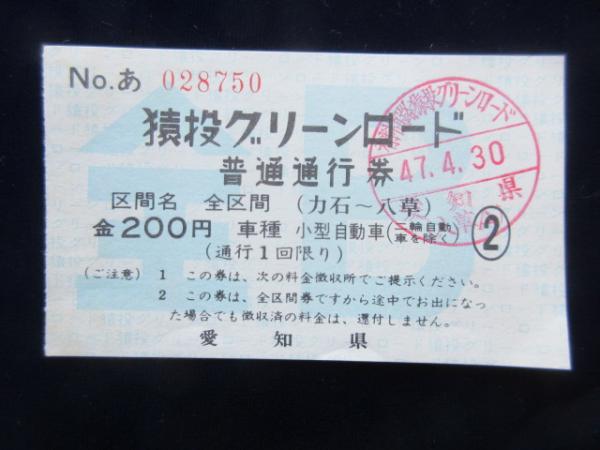 No.あ 028750
猿投グリーンロード
普通通行券
47.4.30
区間名 全区間 (力石〜八草)
金200円 車種 小型自動車(二輪自動車を除く) ②
(通行1回限り)
(ご注意) 1 この券は、次の料金徴収所でご提示ください。
2 この券は、全区間券ですから途中でお出になっ
た場合でも徴収済の料金は、還付しません。
愛知県